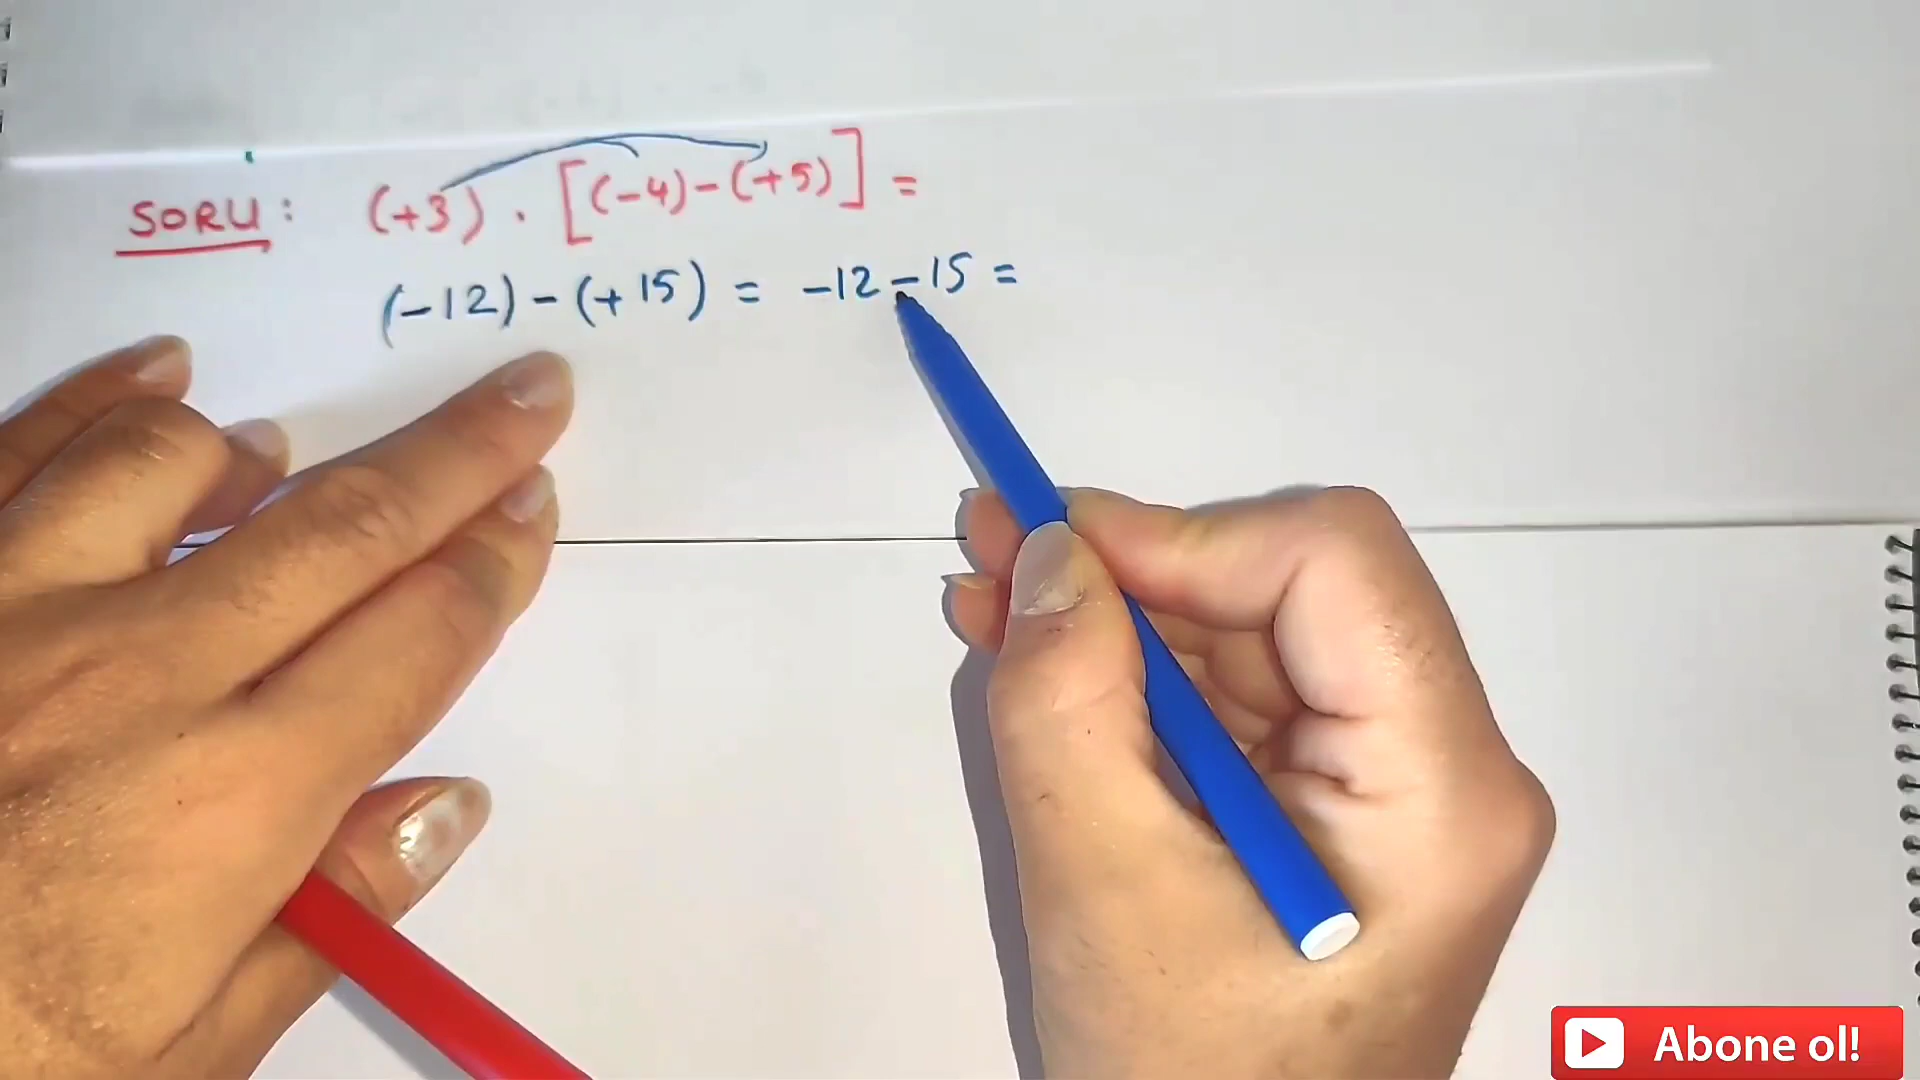 SORU: (+3) . [(-4)-(+5)] =
(-12) - (+15) = -12-15 =
Abone ol!